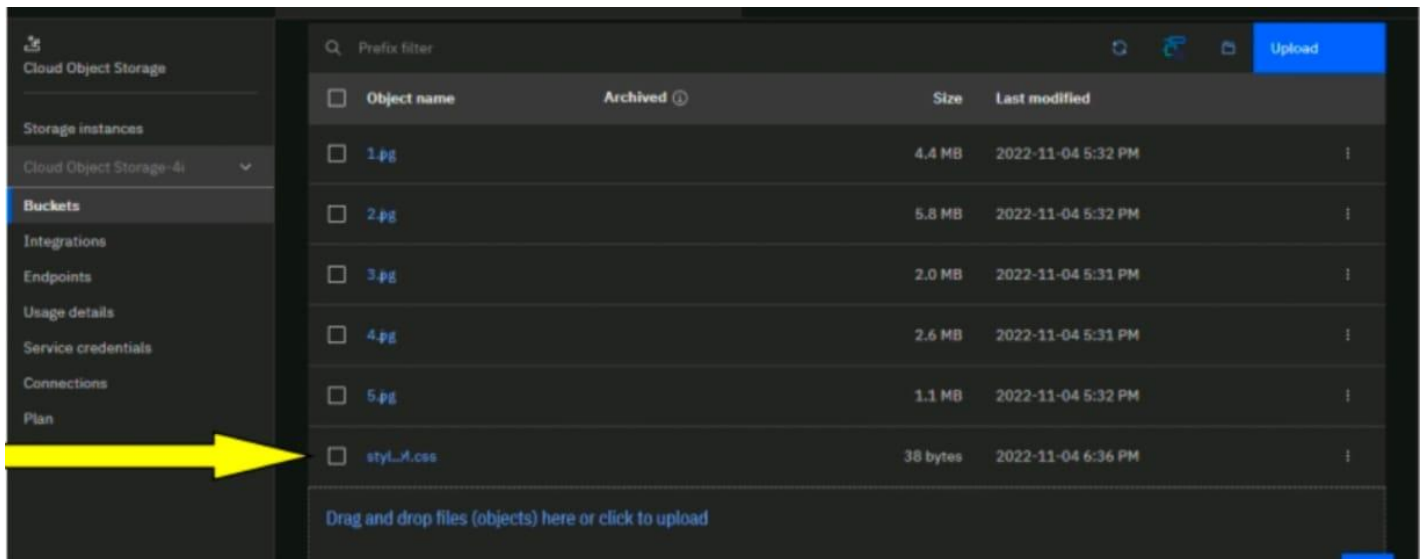 Cloud Object Storage
Storage instances
Cloud Object Storage-4i
Buckets
Integrations
Endpoints
Usage details
Service credentials
Connections
Plan
Prefix filter
Upload
Object name Archived Size Last modified
1.jpg 4.4 MB 2022-11-04 5:32 PM
2.jpg 5.8 MB 2022-11-04 5:32 PM
3.jpg 2.0 MB 2022-11-04 5:31 PM
4.jpg 2.6 MB 2022-11-04 5:31 PM
5.jpg 1.1 MB 2022-11-04 5:32 PM
38 bytes 2022-11-04 6:36 PM
Drag and drop files (objects) here or click to upload